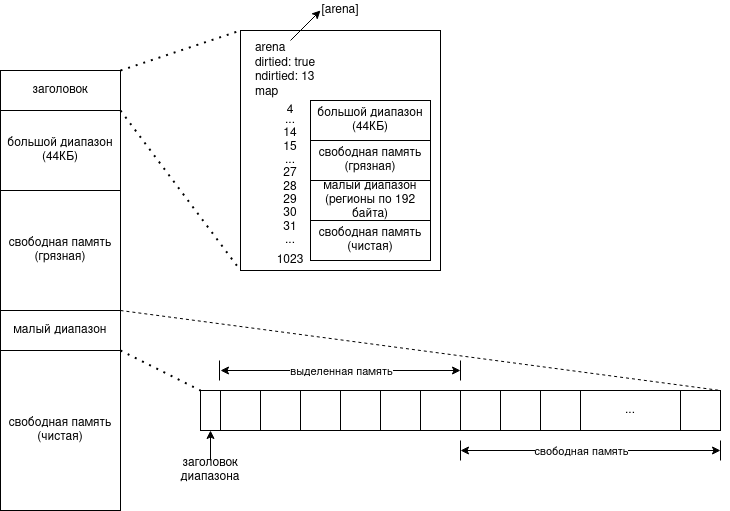 [arena]
arena
dirtied: true
ndirtied: 13
map
4
...
14
15
...
27
28
29
30
31
...
1023
большой диапазон
(44КБ)
свободная память
(грязная)
малый диапазон
(регионы по 192
байта)
свободная память
(чистая)
заголовок
большой диапазон
(44КБ)
свободная память
(грязная)
малый диапазон
свободная память
(чистая)
выделенная память
...
заголовок
диапазона
свободная память